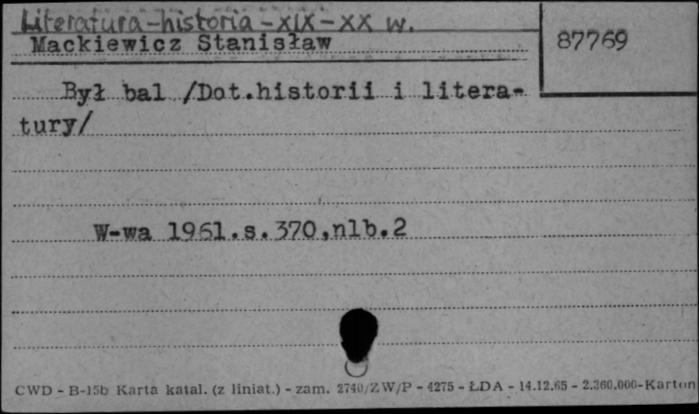 Literatura-historia-XIX-XX w.
Mackiewicz Stanisław
87769
Był bal /Dot.historii i litera-
tury/
W-wa 1961.s.370,nlb.2
CWD - B-15b Karta katal. (z liniat.) - zam. 2740/ZW/P - 4275 - ŁDA - 14.12.65 - 2.360.000-Karton